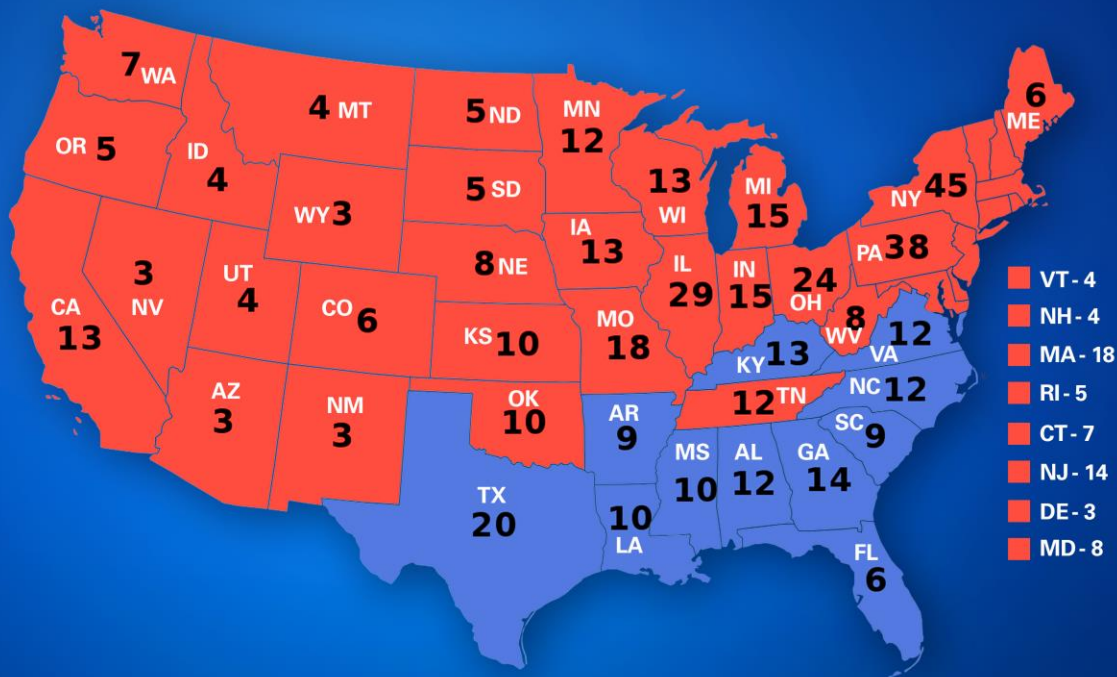 7 WA
4 MT
5 ND
MN
12
6
ME
OR 5
ID
4
WY 3
5 SD
13
WI
MI
15
NY 45
3
NV
UT
4
CO 6
8 NE
IA
13
IL
29
IN
15
24
OH
PA 38
CA
13
KS 10
MO
18
8
WV
12
VA
KY 13
AZ
3
NM
3
OK
10
12 TN
NC 12
AR
9
SC 9
MS
10
AL
12
GA
14
TX
20
10
LA
FL
6
VT - 4
NH - 4
MA - 18
RI - 5
CT - 7
NJ - 14
DE - 3
MD - 8